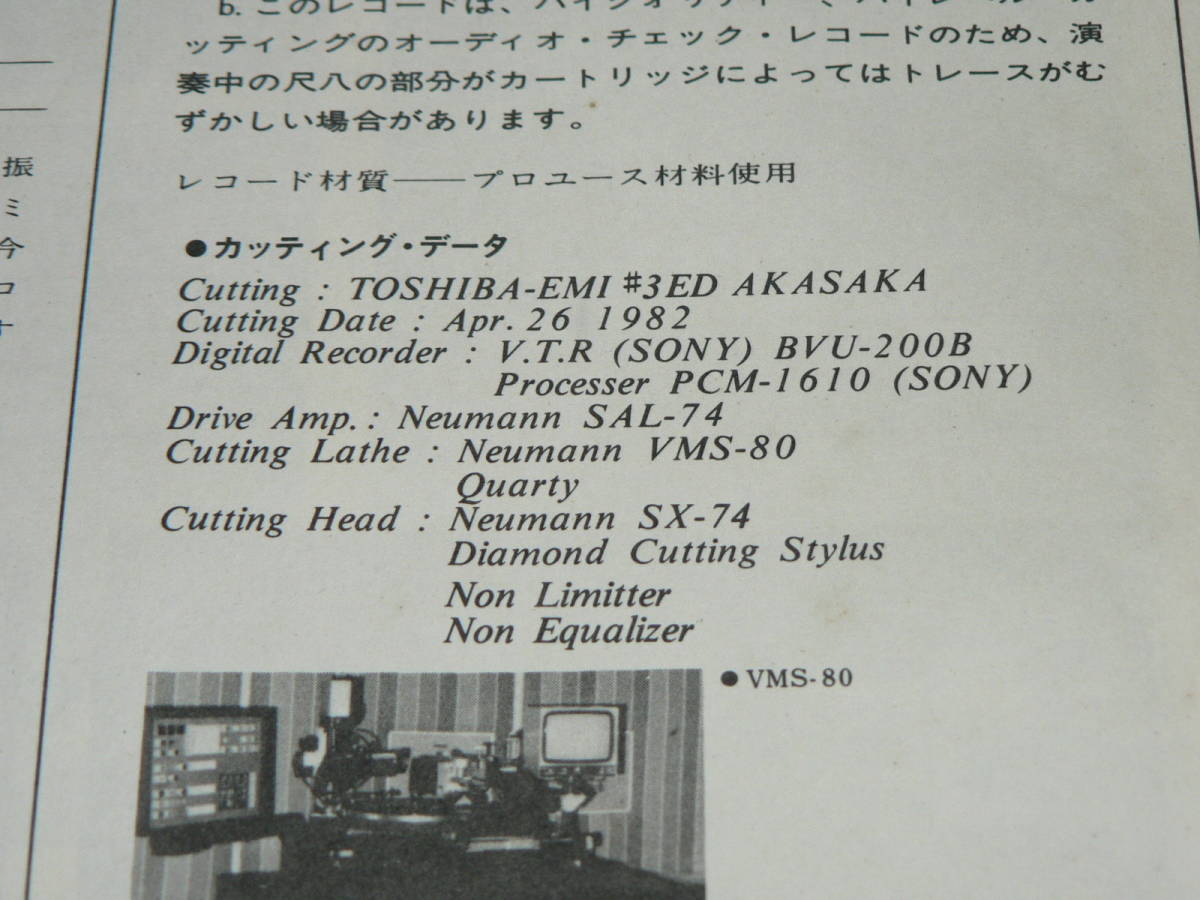 b. このレコードは、ハイクオリティー、ハイレベル・カ
ッティングのオーディオ・チェック・レコードのため、演
奏中の尺八の部分がカートリッジによってはトレースがむ
ずかしい場合があります。
レコード材質――プロユース材料使用
●カッティング・データ
Cutting : TOSHIBA-EMI #3ED AKASAKA
Cutting Date : Apr. 26 1982
Digital Recorder : V.T.R (SONY) BVU-200B
Processer PCM-1610 (SONY)
Drive Amp. : Neumann SAL-74
Cutting Lathe : Neumann VMS-80
Quarty
Cutting Head : Neumann SX-74
Diamond Cutting Stylus
Non Limitter
Non Equalizer
●VMS-80
振
ミ
今
ロ
す